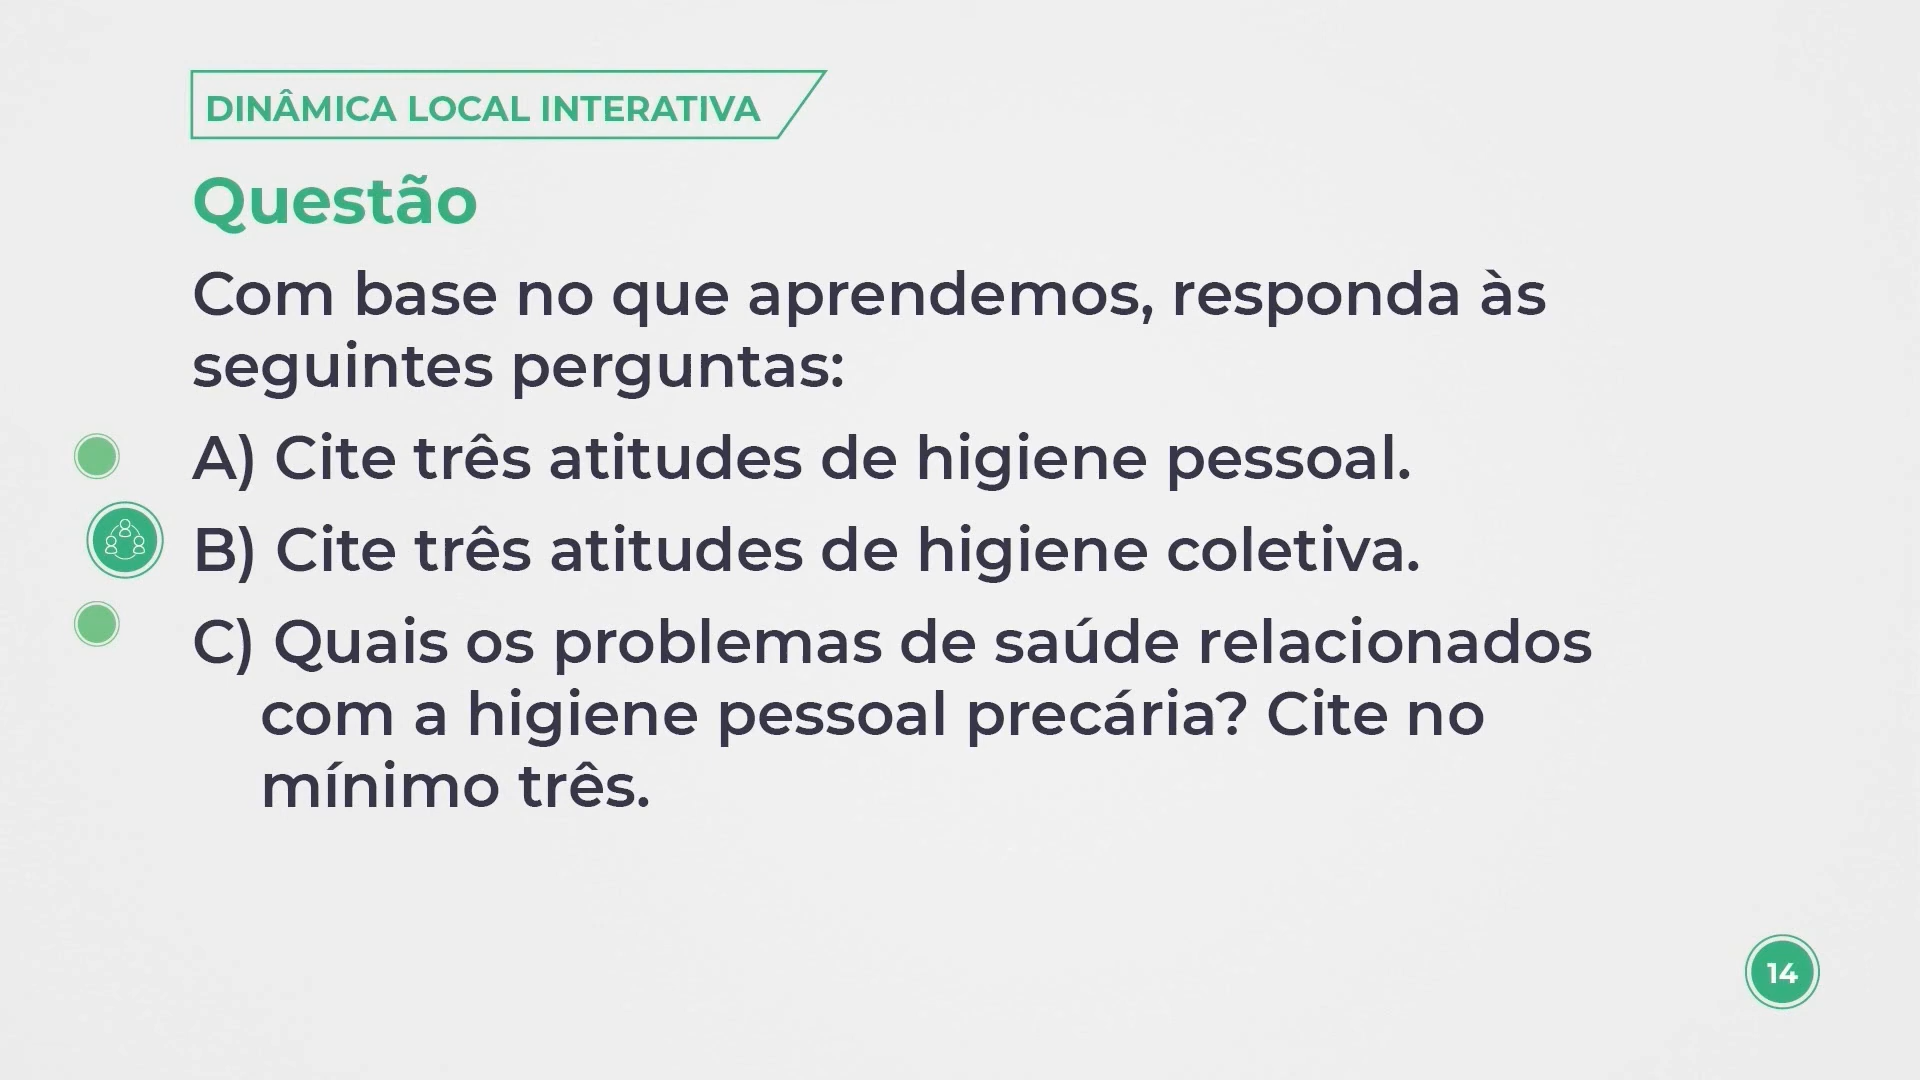 DINÂMICA LOCAL INTERATIVA
Questão
Com base no que aprendemos, responda às
seguintes perguntas:
A) Cite três atitudes de higiene pessoal.
B) Cite três atitudes de higiene coletiva.
C) Quais os problemas de saúde relacionados
com a higiene pessoal precária? Cite no
mínimo três.
14